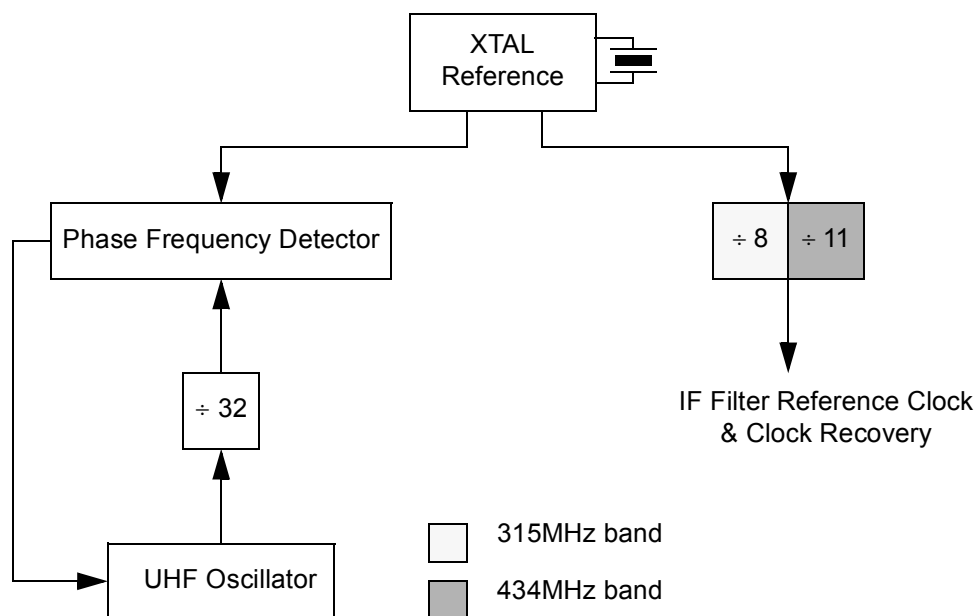 XTAL
Reference
Phase Frequency Detector
÷ 8
÷ 11
÷ 32
IF Filter Reference Clock
& Clock Recovery
UHF Oscillator
315MHz band
434MHz band